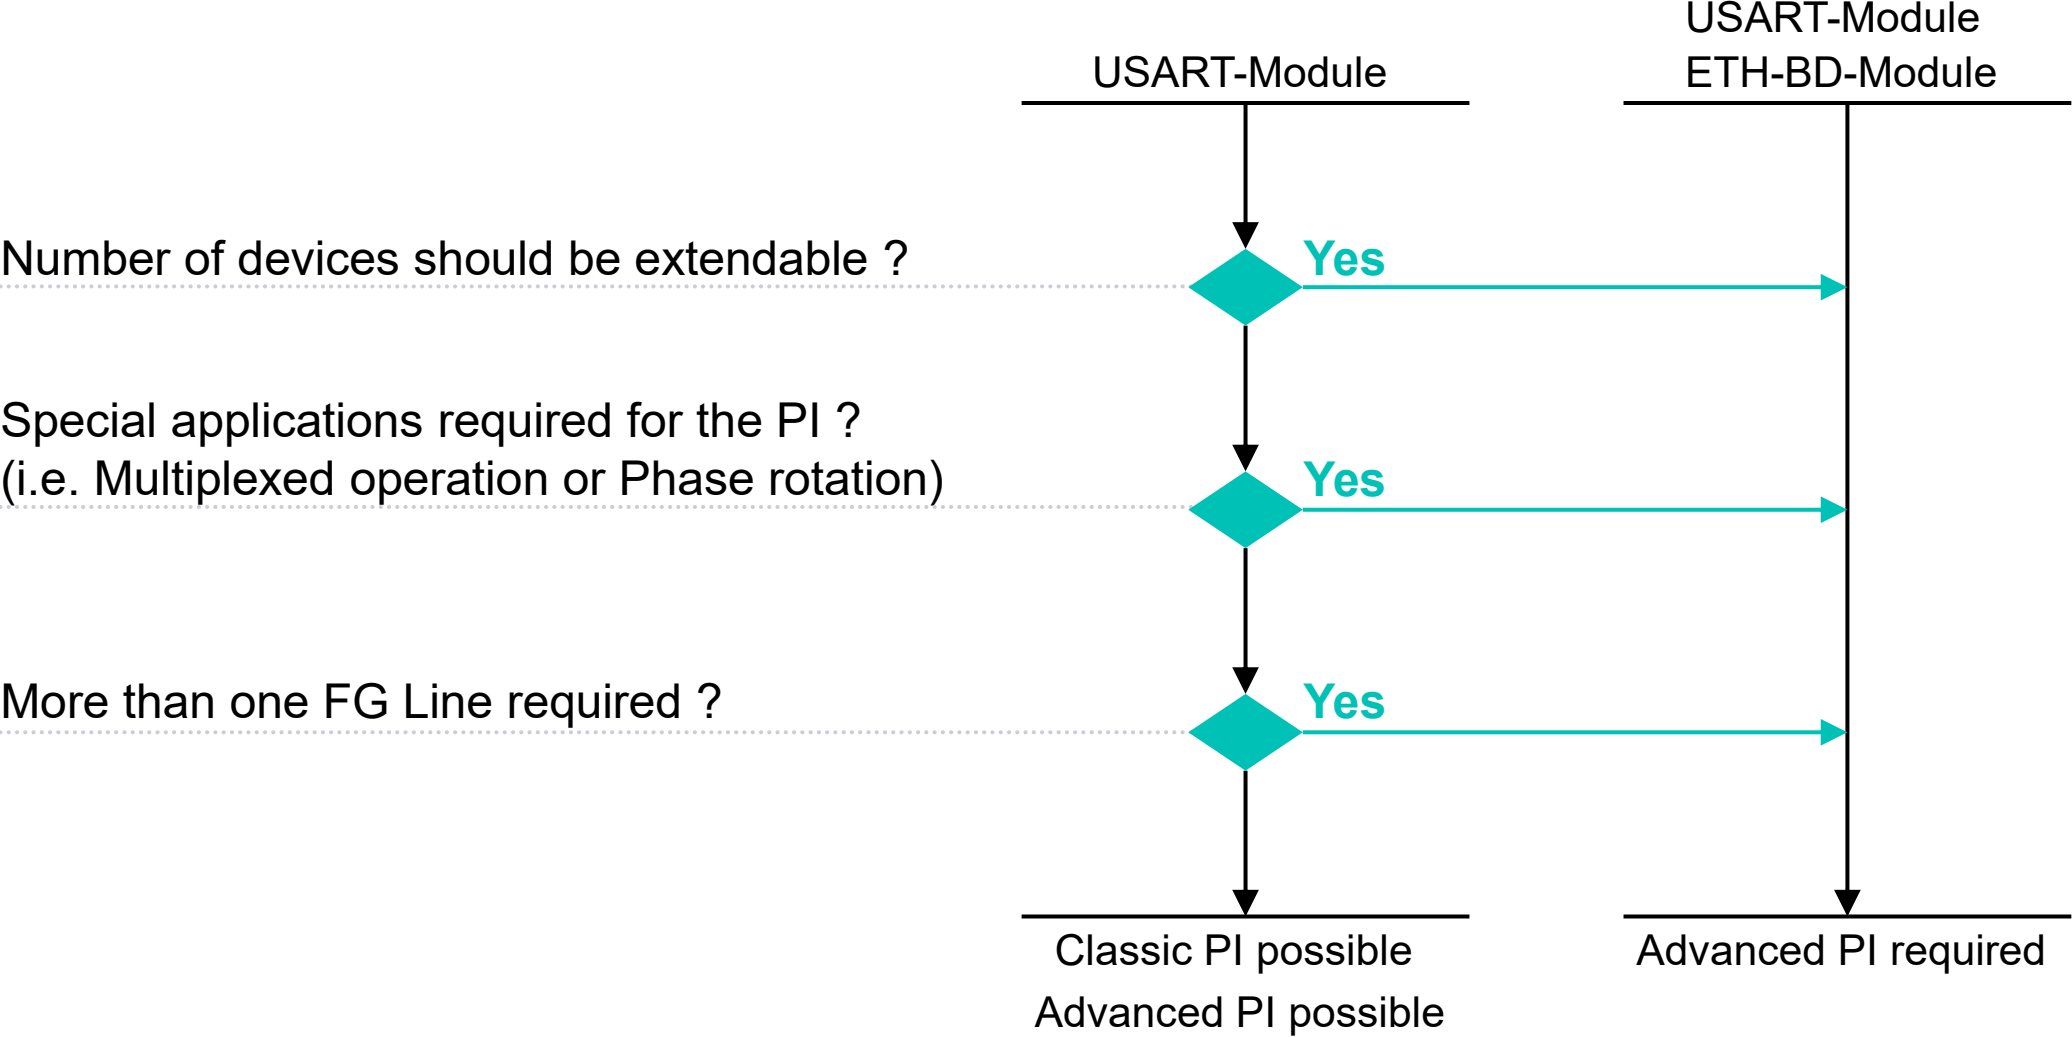 USART-Module
USART-Module
ETH-BD-Module
Number of devices should be extendable ?
Yes
Special applications required for the PI ?
(i.e. Multiplexed operation or Phase rotation)
Yes
More than one FG Line required ?
Yes
Classic PI possible
Advanced PI possible
Advanced PI required